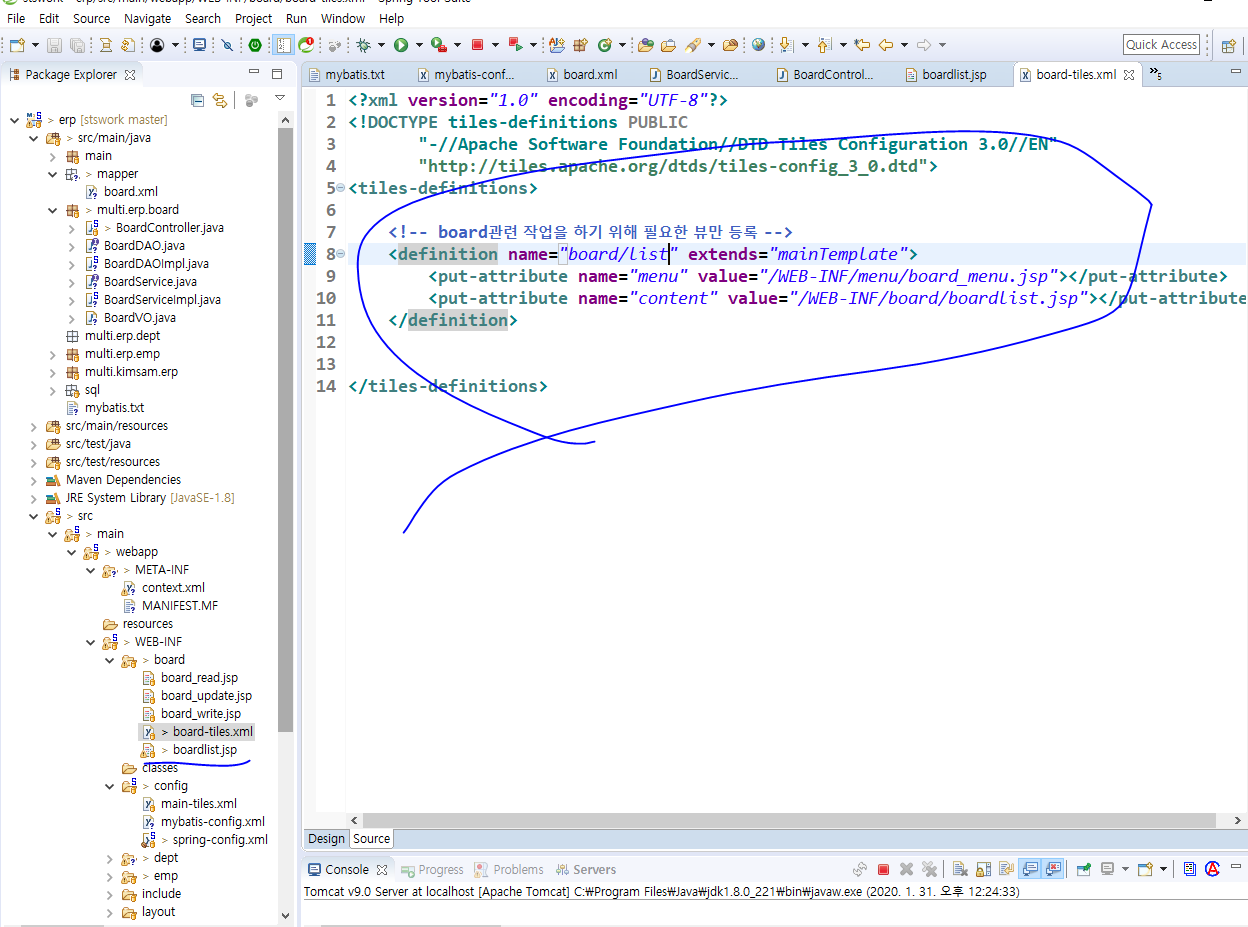 stswork - erp/src/main/webapp/WEB-INF/board/board-tiles.xml - Spring Tool Suite
File Edit Source Navigate Search Project Run Window Help
Quick Access
Package Explorer
mybatis.txt mybatis-conf... board.xml BoardServic... BoardControl... boardlist.jsp board-tiles.xml »5
> erp [stswork master]
> src/main/java
main
> mapper
board.xml
> multi.erp.board
> BoardController.java
BoardDAO.java
BoardDAOImpl.java
BoardService.java
BoardServiceImpl.java
BoardVO.java
multi.erp.dept
multi.erp.emp
multi.kimsam.erp
sql
mybatis.txt
src/main/resources
src/test/java
src/test/resources
Maven Dependencies
JRE System Library [JavaSE-1.8]
> src
> main
> webapp
> META-INF
context.xml
MANIFEST.MF
resources
> WEB-INF
> board
board_read.jsp
board_update.jsp
board_write.jsp
> board-tiles.xml
> boardlist.jsp
classes
> config
main-tiles.xml
mybatis-config.xml
> spring-config.xml
> dept
> emp
include
layout
1 <?xml version="1.0" encoding="UTF-8"?>
2 <!DOCTYPE tiles-definitions PUBLIC
3 "-//Apache Software Foundation//DTD Tiles Configuration 3.0//EN"
4 "http://tiles.apache.org/dtds/tiles-config_3_0.dtd">
5 <tiles-definitions>
6
7 <!-- board관련 작업을 하기 위해 필요한 뷰만 등록 -->
8 <definition name="board/list" extends="mainTemplate">
9 <put-attribute name="menu" value="/WEB-INF/menu/board_menu.jsp"></put-attribute>
10 <put-attribute name="content" value="/WEB-INF/board/boardlist.jsp"></put-attribute
11 </definition>
12
13
14 </tiles-definitions>
Design Source
Console Progress Problems Servers
Tomcat v9.0 Server at localhost [Apache Tomcat] C:₩Program Files₩Java₩jdk1.8.0_221₩bin₩javaw.exe (2020. 1. 31. 오후 12:24:33)